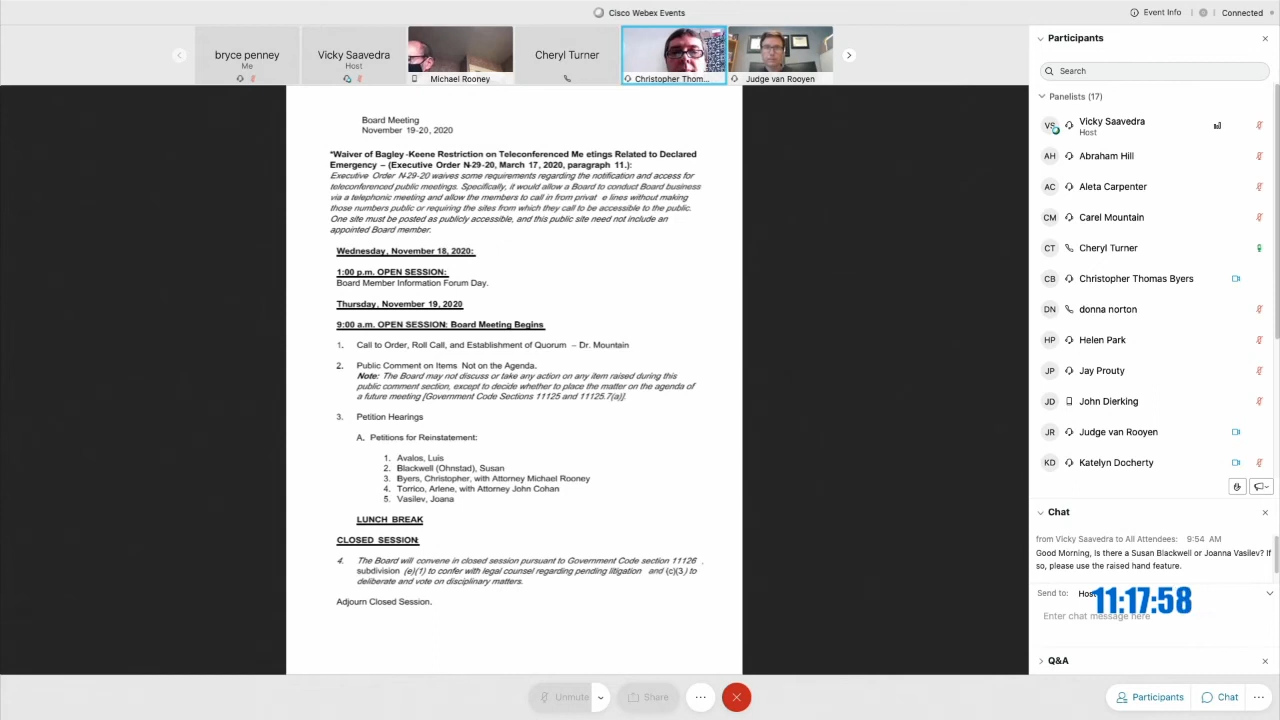 Cisco Webex Events
Event Info
Connected
bryce penney
Me
Vicky Saavedra
Host
Michael Rooney
Cheryl Turner
Christopher Thom...
Judge van Rooyen
Board Meeting
November 19-20, 2020
*Waiver of Bagley-Keene Restriction on Teleconferenced Me etings Related to Declared
Emergency – (Executive Order N-29-20, March 17, 2020, paragraph 11.):
Executive Order N-29-20 waives some requirements regarding the notification and access for
teleconferenced public meetings. Specifically, it would allow a Board to conduct Board business
via a telephonic meeting and allow the members to call in from privat e lines without making
those numbers public or requiring the sites from which they call to be accessible to the public.
One site must be posted as publicly accessible, and this public site need not include an
appointed Board member.
Wednesday, November 18, 2020:
1:00 p.m. OPEN SESSION:
Board Member Information Forum Day.
Thursday, November 19, 2020
9:00 a.m. OPEN SESSION: Board Meeting Begins
1. Call to Order, Roll Call, and Establishment of Quorum – Dr. Mountain
2. Public Comment on Items Not on the Agenda.
Note: The Board may not discuss or take any action on any item raised during this
public comment section, except to decide whether to place the matter on the agenda of
a future meeting [Government Code Sections 11125 and 11125.7(a)].
3. Petition Hearings
A. Petitions for Reinstatement:
1. Avalos, Luis
2. Blackwell (Ohnstad), Susan
3. Byers, Christopher, with Attorney Michael Rooney
4. Torrico, Arlene, with Attorney John Cohan
5. Vasilev, Joana
LUNCH BREAK
CLOSED SESSION:
4. The Board will convene in closed session pursuant to Government Code section 11126 ,
subdivision (e)(1) to confer with legal counsel regarding pending litigation and (c)(3) to
deliberate and vote on disciplinary matters.
Adjourn Closed Session.
Unmute
Share
Participants
Search
Panelists (17)
VS Vicky Saavedra
Host
AH Abraham Hill
AC Aleta Carpenter
CM Carel Mountain
CT Cheryl Turner
CB Christopher Thomas Byers
DN donna norton
HP Helen Park
JP Jay Prouty
JD John Dierking
JR Judge van Rooyen
KD Katelyn Docherty
Chat
from Vicky Saavedra to All Attendees: 9:54 AM
Good Morning, Is there a Susan Blackwell or Joanna Vasilev? If
so, please use the raised hand feature.
Send to: Hos
11:17:58
Enter chat message here
Q&A
Participants
Chat